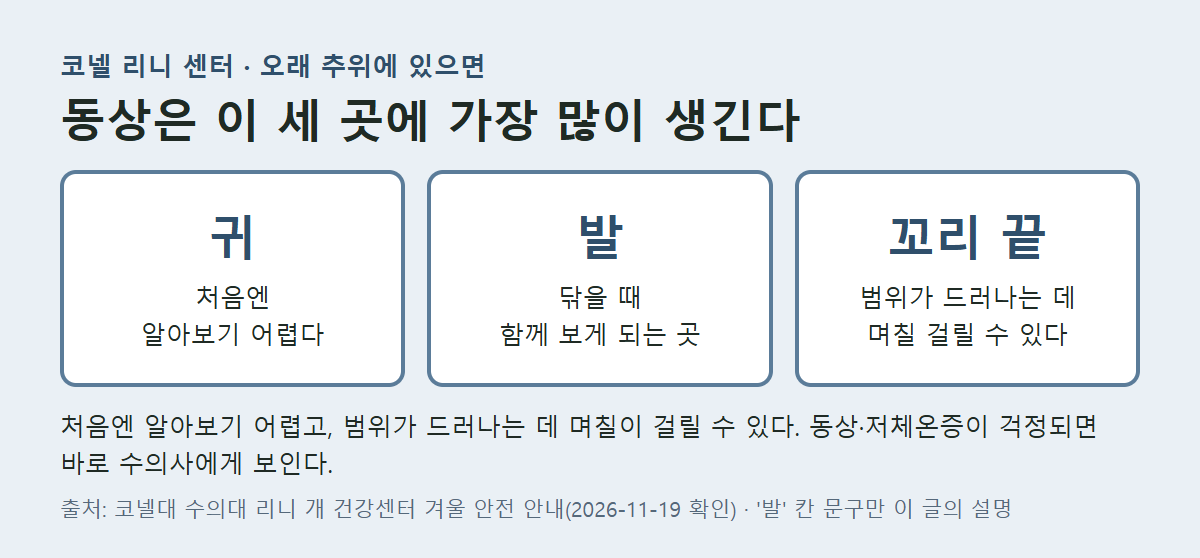 코넬 리니 센터 · 오래 추위에 있으면
동상은 이 세 곳에 가장 많이 생긴다
귀
처음엔
알아보기 어렵다
발
닦을 때
함께 보게 되는 곳
꼬리 끝
범위가 드러나는 데
며칠 걸릴 수 있다
처음엔 알아보기 어렵고, 범위가 드러나는 데 며칠이 걸릴 수 있다. 동상·저체온증이 걱정되면
바로 수의사에게 보인다.
출처: 코넬대 수의대 리니 개 건강센터 겨울 안전 안내(2026-11-19 확인) · '발' 칸 문구만 이 글의 설명